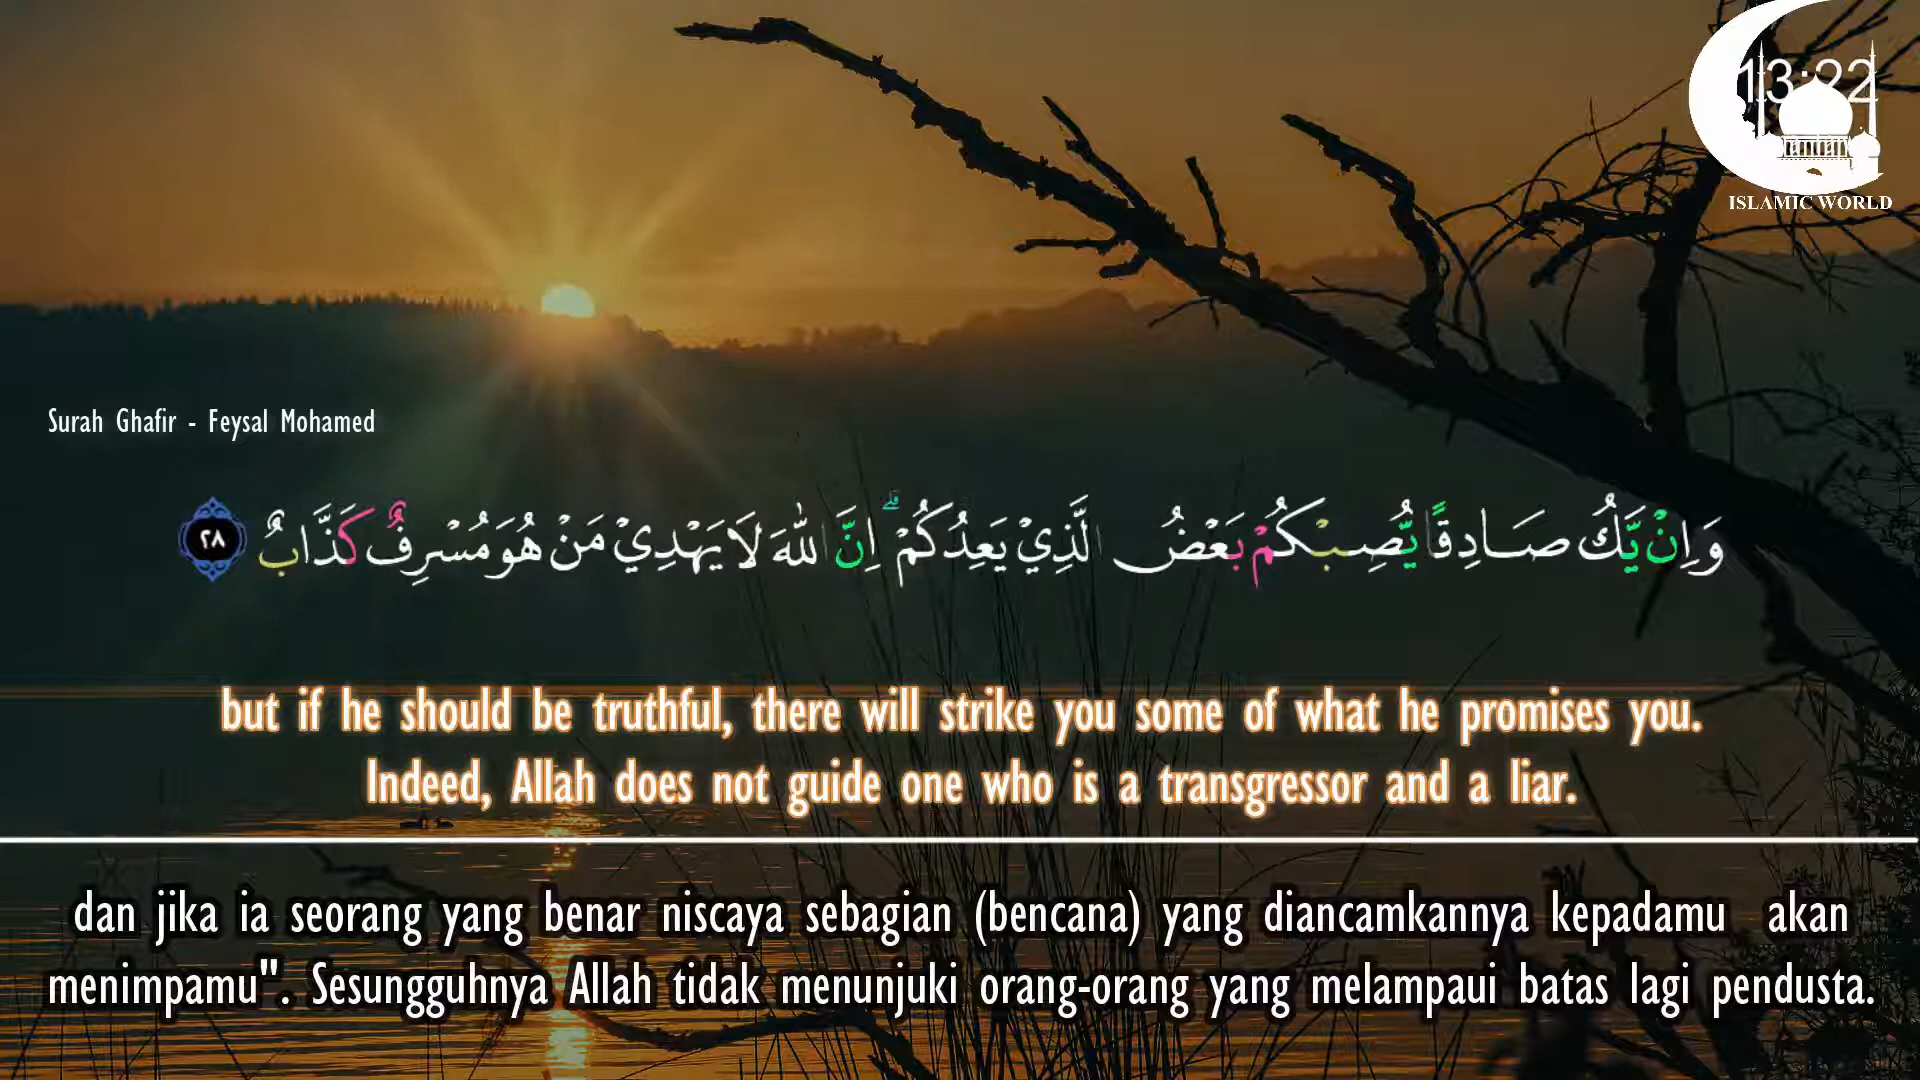 13:22
ISLAMIC WORLD
Surah Ghafir - Feysal Mohamed
وَاِنْ يَّكُ صَادِقًا يُّصِبْكُمْ بَعْضُ الَّذِيْ يَعِدُكُمْ ۗ اِنَّ اللّٰهَ لَا يَهْدِيْ مَنْ هُوَ مُسْرِفٌ كَذَّابٌ ٢٨
but if he should be truthful, there will strike you some of what he promises you.
Indeed, Allah does not guide one who is a transgressor and a liar.
dan jika ia seorang yang benar niscaya sebagian (bencana) yang diancamkannya kepadamu akan
menimpamu". Sesungguhnya Allah tidak menunjuki orang-orang yang melampaui batas lagi pendusta.